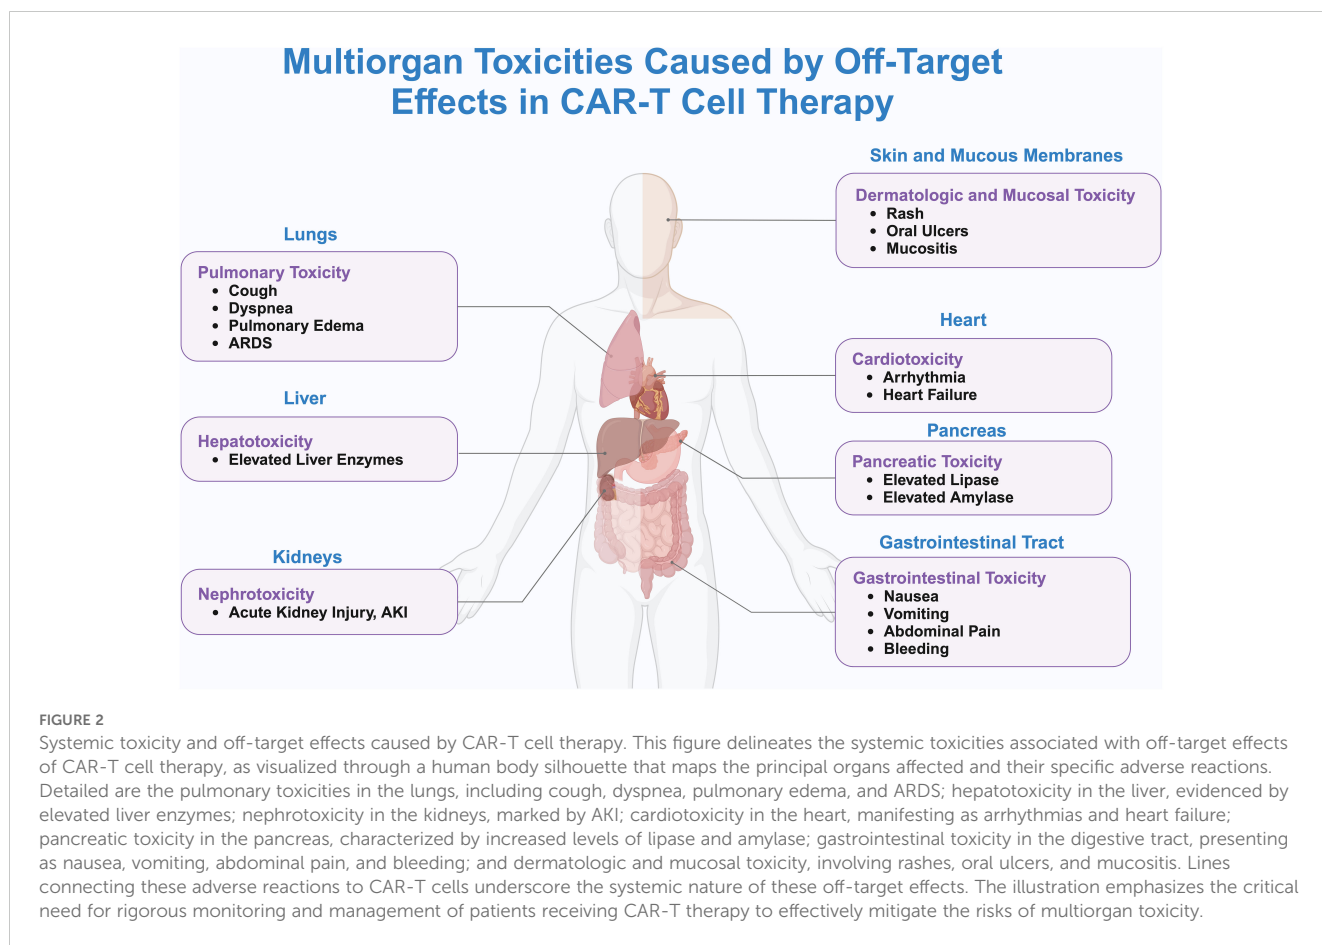 Multiorgan Toxicities Caused by Off-Target
Effects in CAR-T Cell Therapy
Lungs
Pulmonary Toxicity
• Cough
• Dyspnea
• Pulmonary Edema
• ARDS
Liver
Hepatotoxicity
• Elevated Liver Enzymes
Kidneys
Nephrotoxicity
• Acute Kidney Injury, AKI
Skin and Mucous Membranes
Dermatologic and Mucosal Toxicity
• Rash
• Oral Ulcers
• Mucositis
Heart
Cardiotoxicity
• Arrhythmia
• Heart Failure
Pancreas
Pancreatic Toxicity
• Elevated Lipase
• Elevated Amylase
Gastrointestinal Tract
Gastrointestinal Toxicity
• Nausea
• Vomiting
• Abdominal Pain
• Bleeding
FIGURE 2
Systemic toxicity and off-target effects caused by CAR-T cell therapy. This figure delineates the systemic toxicities associated with off-target effects
of CAR-T cell therapy, as visualized through a human body silhouette that maps the principal organs affected and their specific adverse reactions.
Detailed are the pulmonary toxicities in the lungs, including cough, dyspnea, pulmonary edema, and ARDS; hepatotoxicity in the liver, evidenced by
elevated liver enzymes; nephrotoxicity in the kidneys, marked by AKI; cardiotoxicity in the heart, manifesting as arrhythmias and heart failure;
pancreatic toxicity in the pancreas, characterized by increased levels of lipase and amylase; gastrointestinal toxicity in the digestive tract, presenting
as nausea, vomiting, abdominal pain, and bleeding; and dermatologic and mucosal toxicity, involving rashes, oral ulcers, and mucositis. Lines
connecting these adverse reactions to CAR-T cells underscore the systemic nature of these off-target effects. The illustration emphasizes the critical
need for rigorous monitoring and management of patients receiving CAR-T therapy to effectively mitigate the risks of multiorgan toxicity.